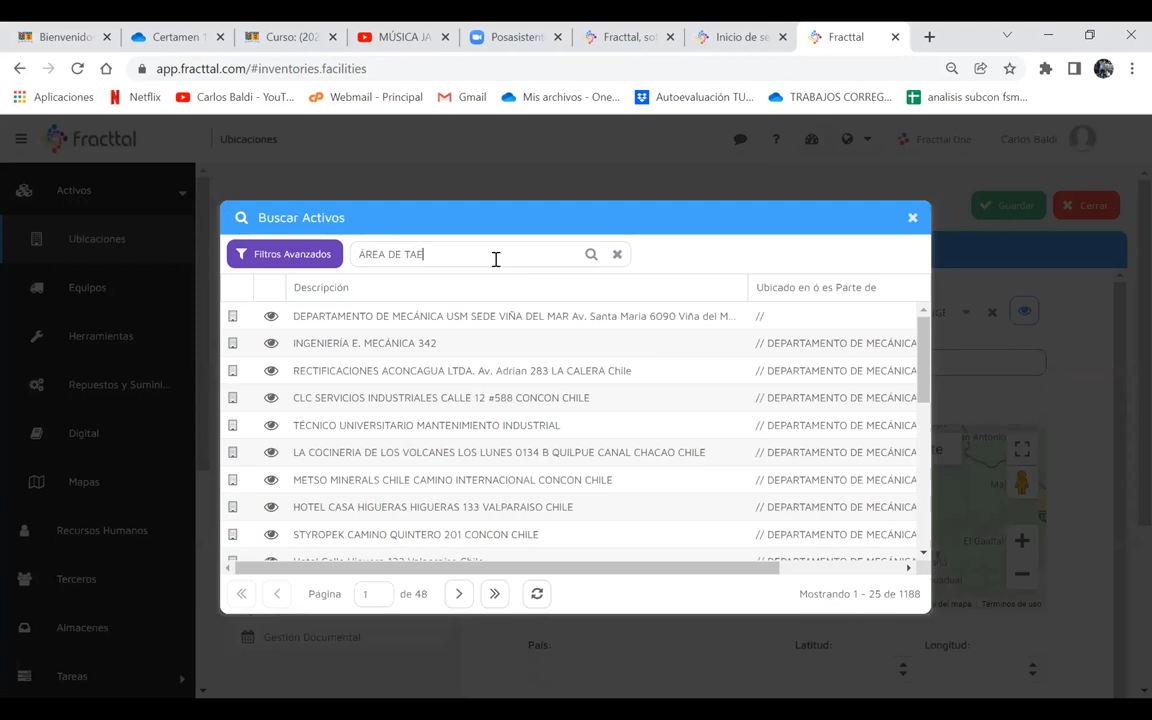 Bienvenido
Certamen 1
Curso: (202
MÚSICA JA
Posasistent
Fracttal, so
Inicio de se
Fracttal
app.fracttal.com/#inventories.facilities
Aplicaciones
Netflix
Carlos Baldi - YouT...
Webmail - Principal
Gmail
Mis archivos - One...
Autoevaluación TU...
TRABAJOS CORREG...
analisis subcon fsm...
fracttal
Ubicaciones
Fracttal One
Carlos Baldi
Activos
Ubicaciones
Equipos
Herramientas
Repuestos y Sumini...
Digital
Mapas
Recursos Humanos
Terceros
Almacenes
Tareas
Guardar
Cerrar
Buscar Activos
Filtros Avanzados
ÁREA DE TAE
Descripción
Ubicado en ó es Parte de
DEPARTAMENTO DE MECÁNICA USM SEDE VIÑA DEL MAR Av. Santa Maria 6090 Viña del M...
//
INGENIERÍA E. MECÁNICA 342
// DEPARTAMENTO DE MECÁNICA
RECTIFICACIONES ACONCAGUA LTDA. Av. Adrian 283 LA CALERA Chile
// DEPARTAMENTO DE MECÁNICA
CLC SERVICIOS INDUSTRIALES CALLE 12 #588 CONCON CHILE
// DEPARTAMENTO DE MECÁNICA
TÉCNICO UNIVERSITARIO MANTENIMIENTO INDUSTRIAL
// DEPARTAMENTO DE MECÁNICA
LA COCINERIA DE LOS VOLCANES LOS LUNES 0134 B QUILPUE CANAL CHACAO CHILE
// DEPARTAMENTO DE MECÁNICA
METSO MINERALS CHILE CAMINO INTERNACIONAL CONCON CHILE
// DEPARTAMENTO DE MECÁNICA
HOTEL CASA HIGUERAS HIGUERAS 133 VALPARAISO CHILE
// DEPARTAMENTO DE MECÁNICA
STYROPEK CAMINO QUINTERO 201 CONCON CHILE
// DEPARTAMENTO DE MECÁNICA
Página
1
de 48
Mostrando 1 - 25 de 1188
an Antonio
El Gualtal
guadual
del mapa
Términos de uso
Gestión Documental
País:
Latitud:
Longitud: